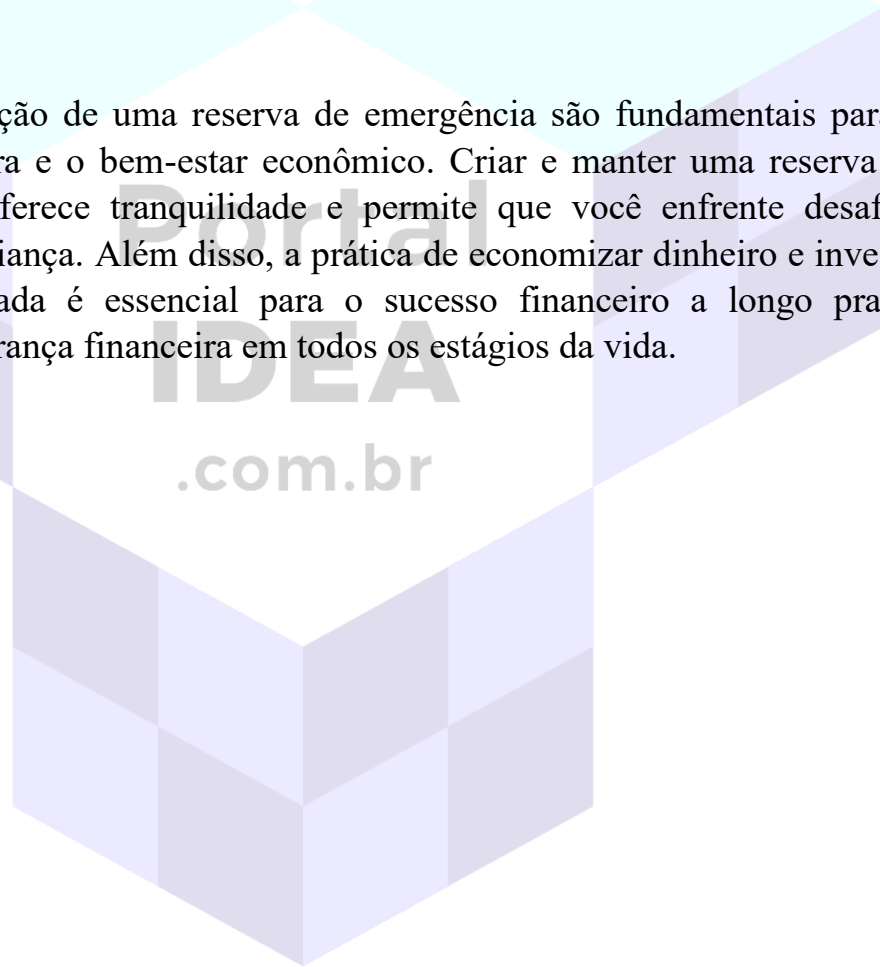 ção de uma reserva de emergência são fundamentais para
ra e o bem-estar econômico. Criar e manter uma reserva
ferece tranquilidade e permite que você enfrente desaf
iança. Além disso, a prática de economizar dinheiro e inve
ada é essencial para o sucesso financeiro a longo pra
rança financeira em todos os estágios da vida.
Portal
IDEA
.com.br